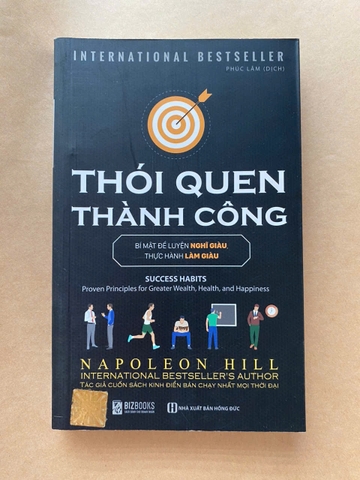 INTERNATIONAL BESTSELLER
PHÚC LÂM (DỊCH)
THÓI QUEN
THÀNH CÔNG
BÍ MẬT ĐỂ LUYỆN NGHĨ GIÀU,
THỰC HÀNH LÀM GIÀU
SUCCESS HABITS
Proven Principles for Greater Wealth, Health, and Happiness
NAPOLEON HILL
INTERNATIONAL BESTSELLER'S AUTHOR
TÁC GIẢ CUỐN SÁCH KINH ĐIỂN BÁN CHẠY NHẤT MỌI THỜI ĐẠI
BIZBOOKS
NHÀ XUẤT BẢN HỒNG ĐỨC